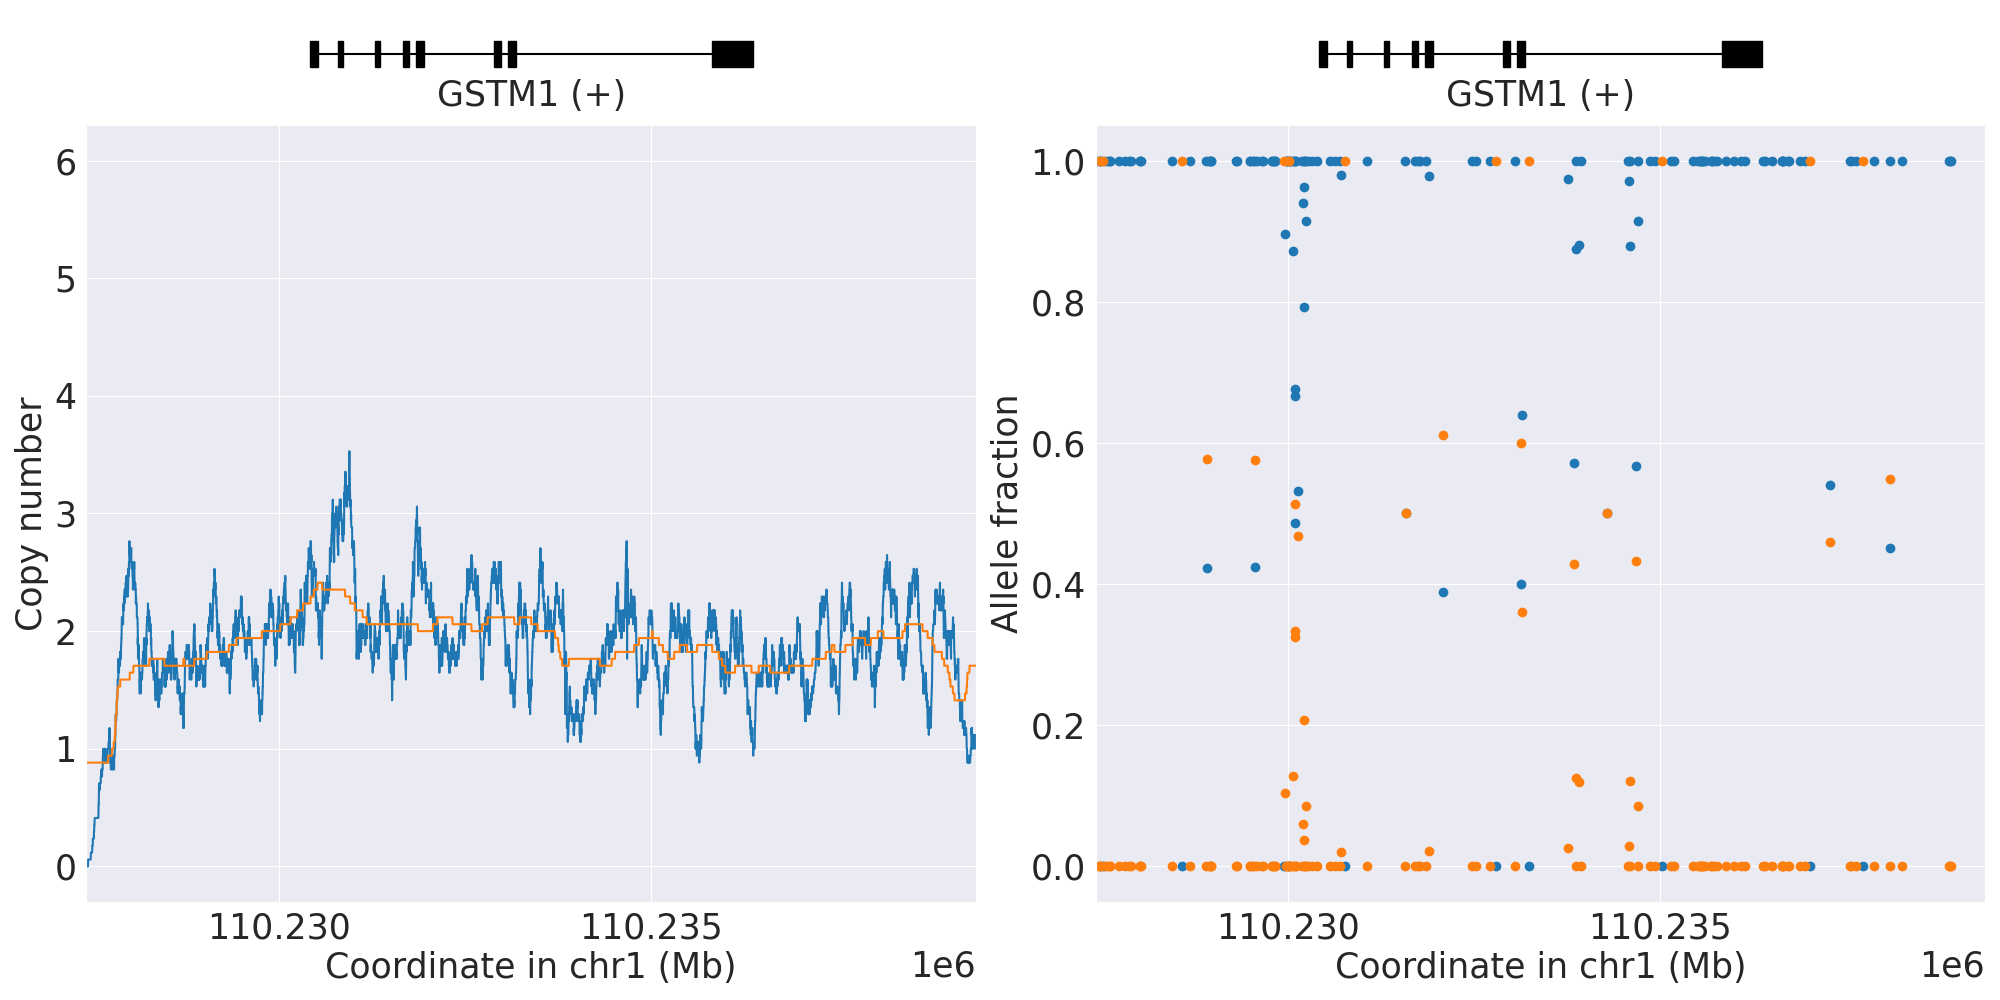 GSTM1 (+)
6
5
4
3
2
1
0
Copy number
110.230
110.235
Coordinate in chr1 (Mb)
1e6
GSTM1 (+)
1.0
0.8
0.6
0.4
0.2
0.0
Allele fraction
110.230
110.235
Coordinate in chr1 (Mb)
1e6